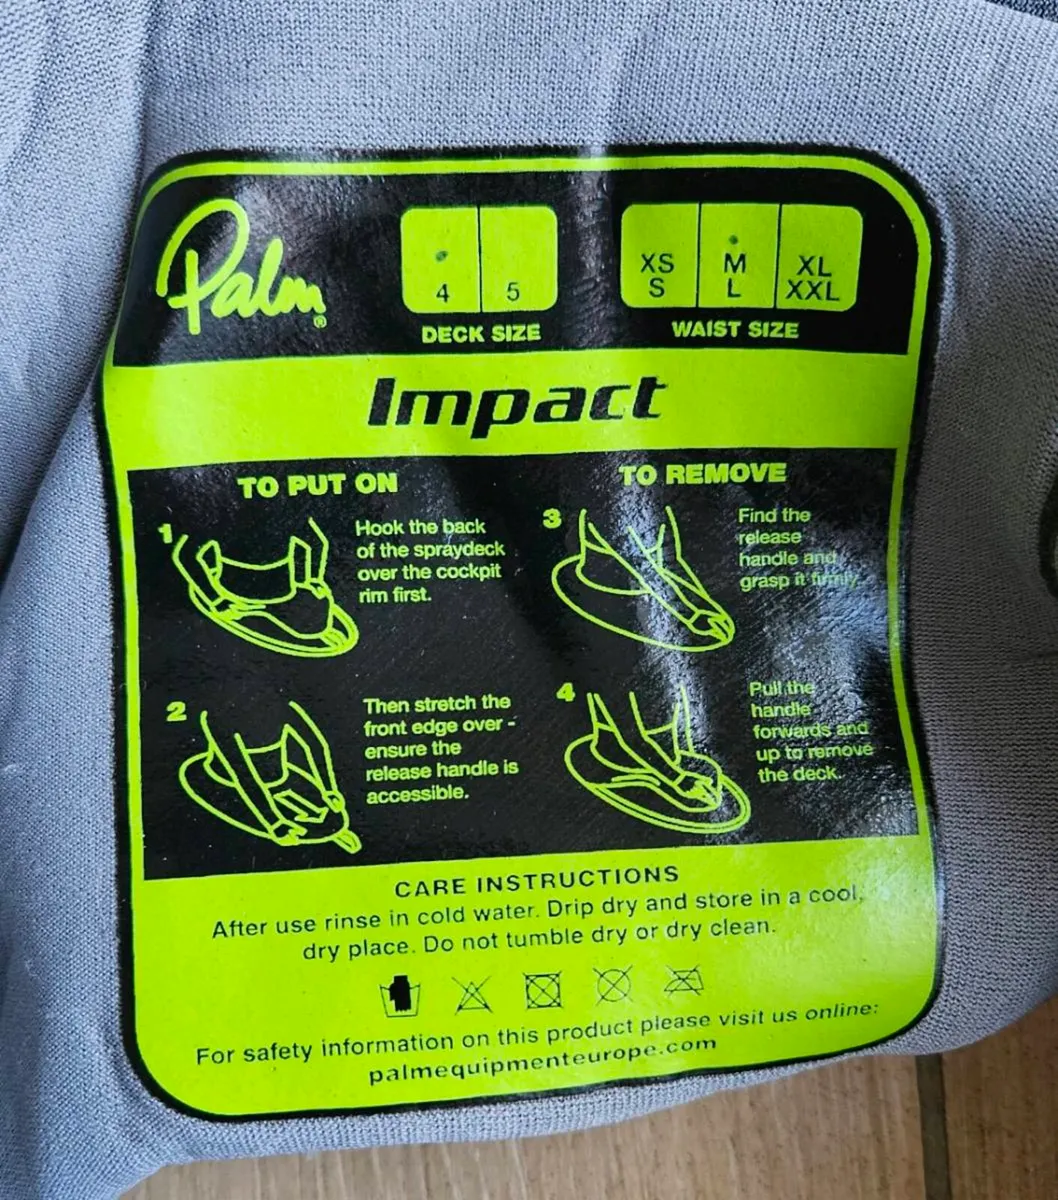 Palm®
4 5
DECK SIZE
XS M XL
S L XXL
WAIST SIZE
Impact
TO PUT ON
1
Hook the back
of the spraydeck
over the cockpit
rim first.
2
Then stretch the
front edge over -
ensure the
release handle is
accessible.
TO REMOVE
3
Find the
release
handle and
grasp it firmly.
4
Pull the
handle
forwards and
up to remove
the deck.
CARE INSTRUCTIONS
After use rinse in cold water. Drip dry and store in a cool,
dry place. Do not tumble dry or dry clean.
For safety information on this product please visit us online:
palmequipmenteurope.com